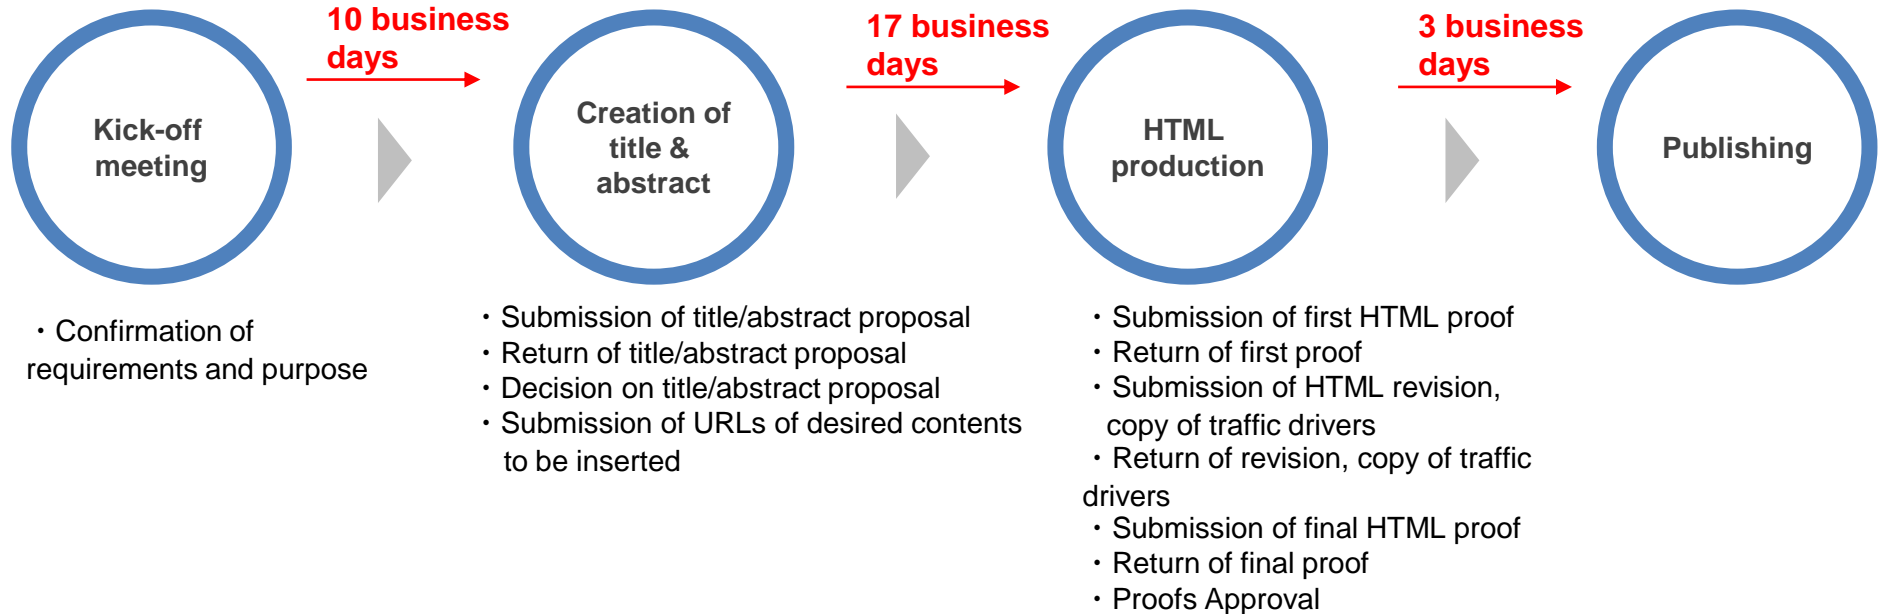 10 business
days
17 business
days
3 business
days
Kick-off
meeting
Creation of
title &
abstract
HTML
production
Publishing
・Confirmation of
requirements and purpose
・Submission of title/abstract proposal
・Return of title/abstract proposal
・Decision on title/abstract proposal
・Submission of URLs of desired contents
to be inserted
・Submission of first HTML proof
・Return of first proof
・Submission of HTML revision,
copy of traffic drivers
・Return of revision, copy of traffic
drivers
・Submission of final HTML proof
・Return of final proof
・Proofs Approval